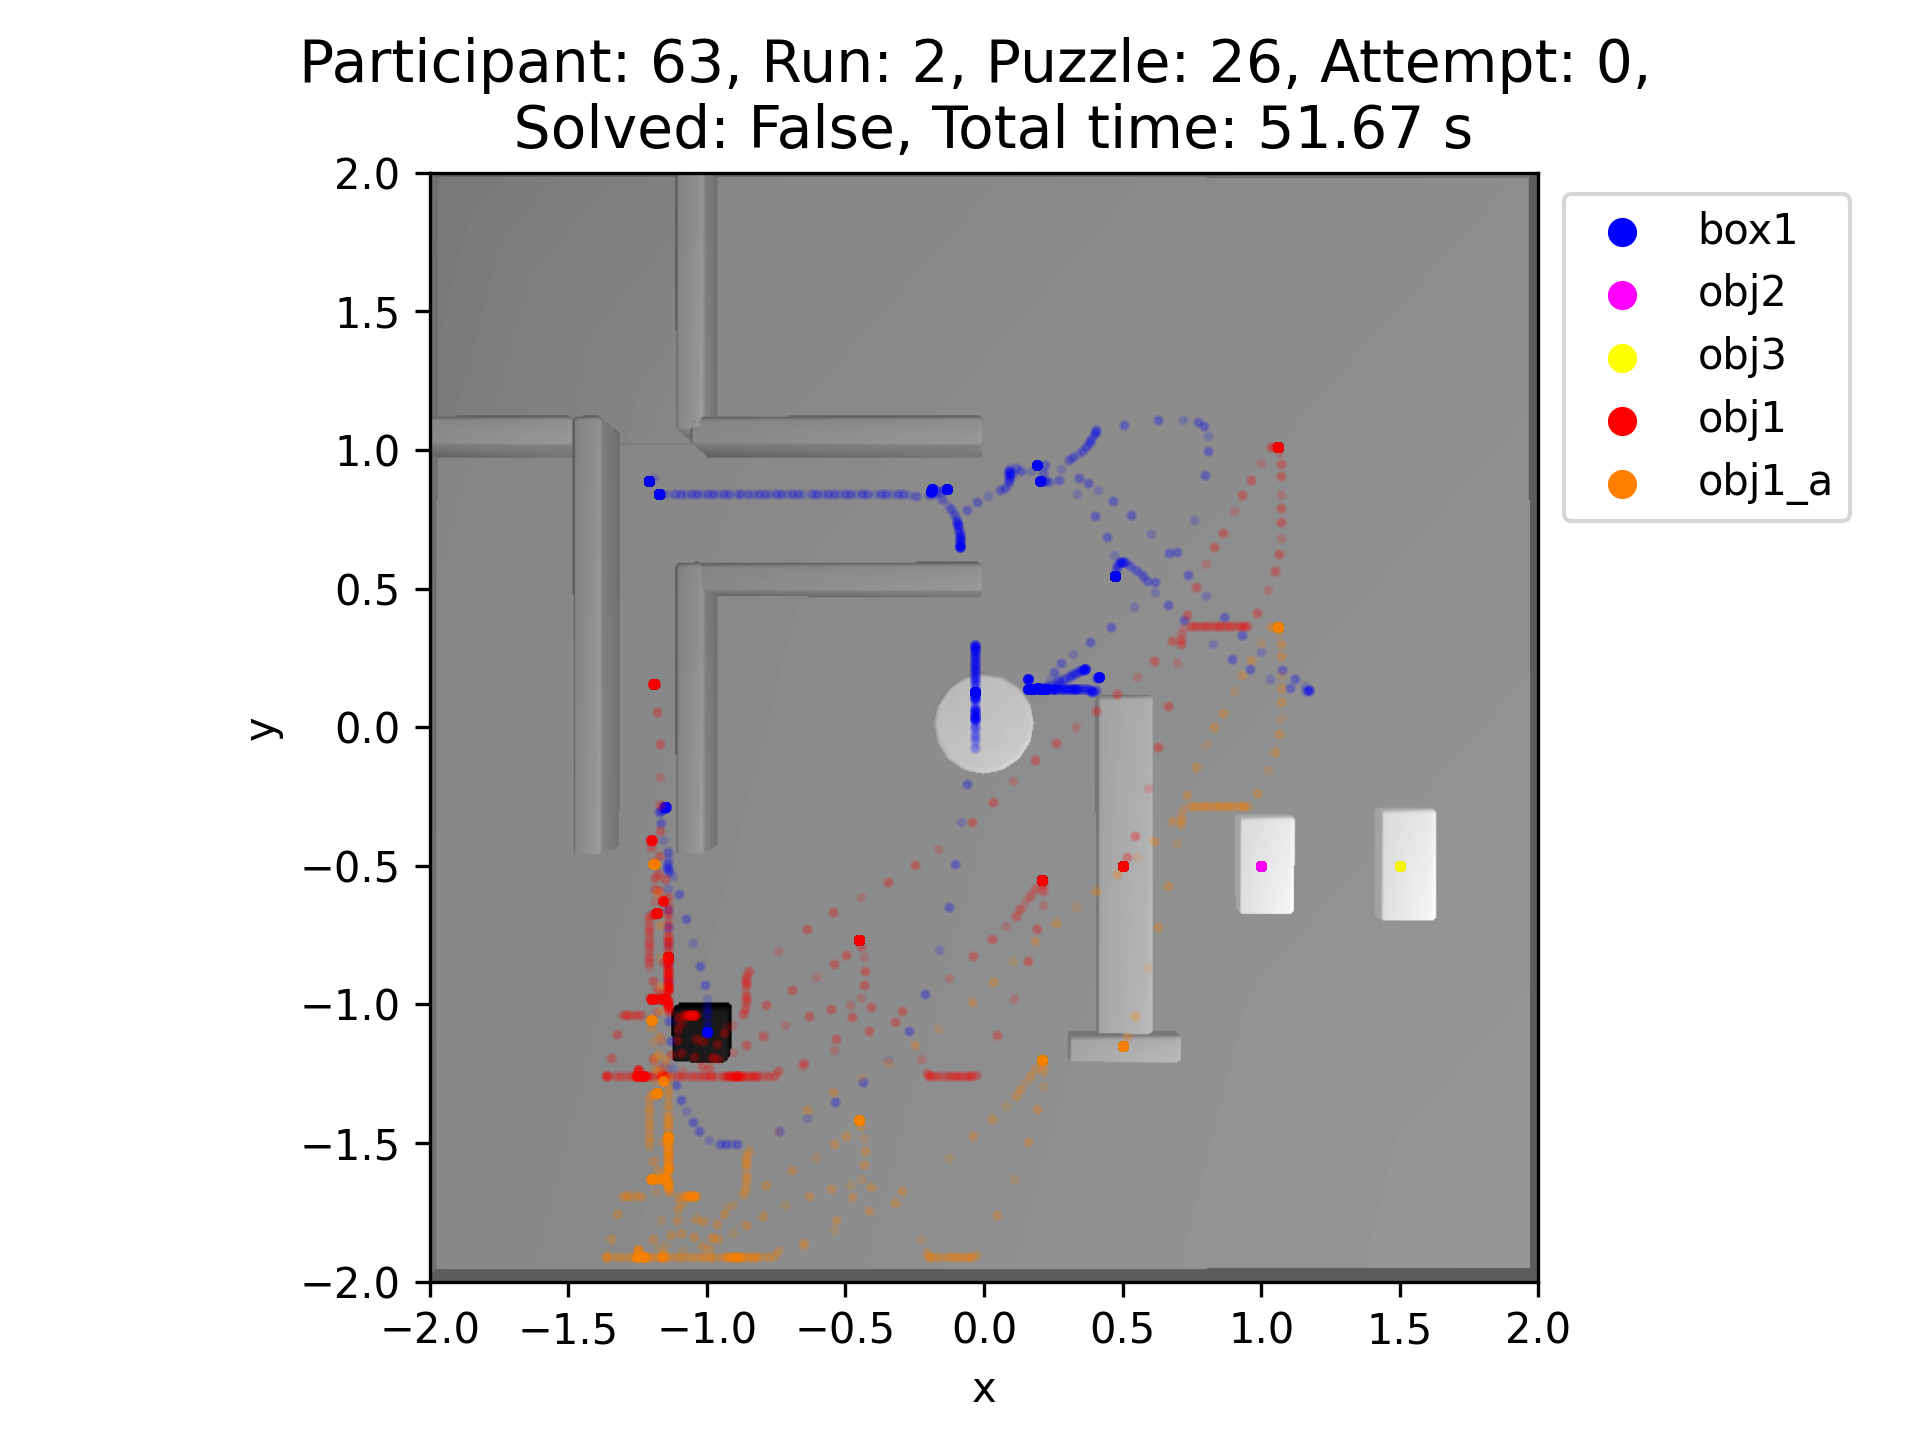 Participant: 63, Run: 2, Puzzle: 26, Attempt: 0,
Solved: False, Total time: 51.67 s
2.0
1.5
1.0
0.5
0.0
−0.5
−1.0
−1.5
−2.0
y
−2.0 −1.5 −1.0 −0.5 0.0 0.5 1.0 1.5 2.0
x
box1
obj2
obj3
obj1
obj1_a